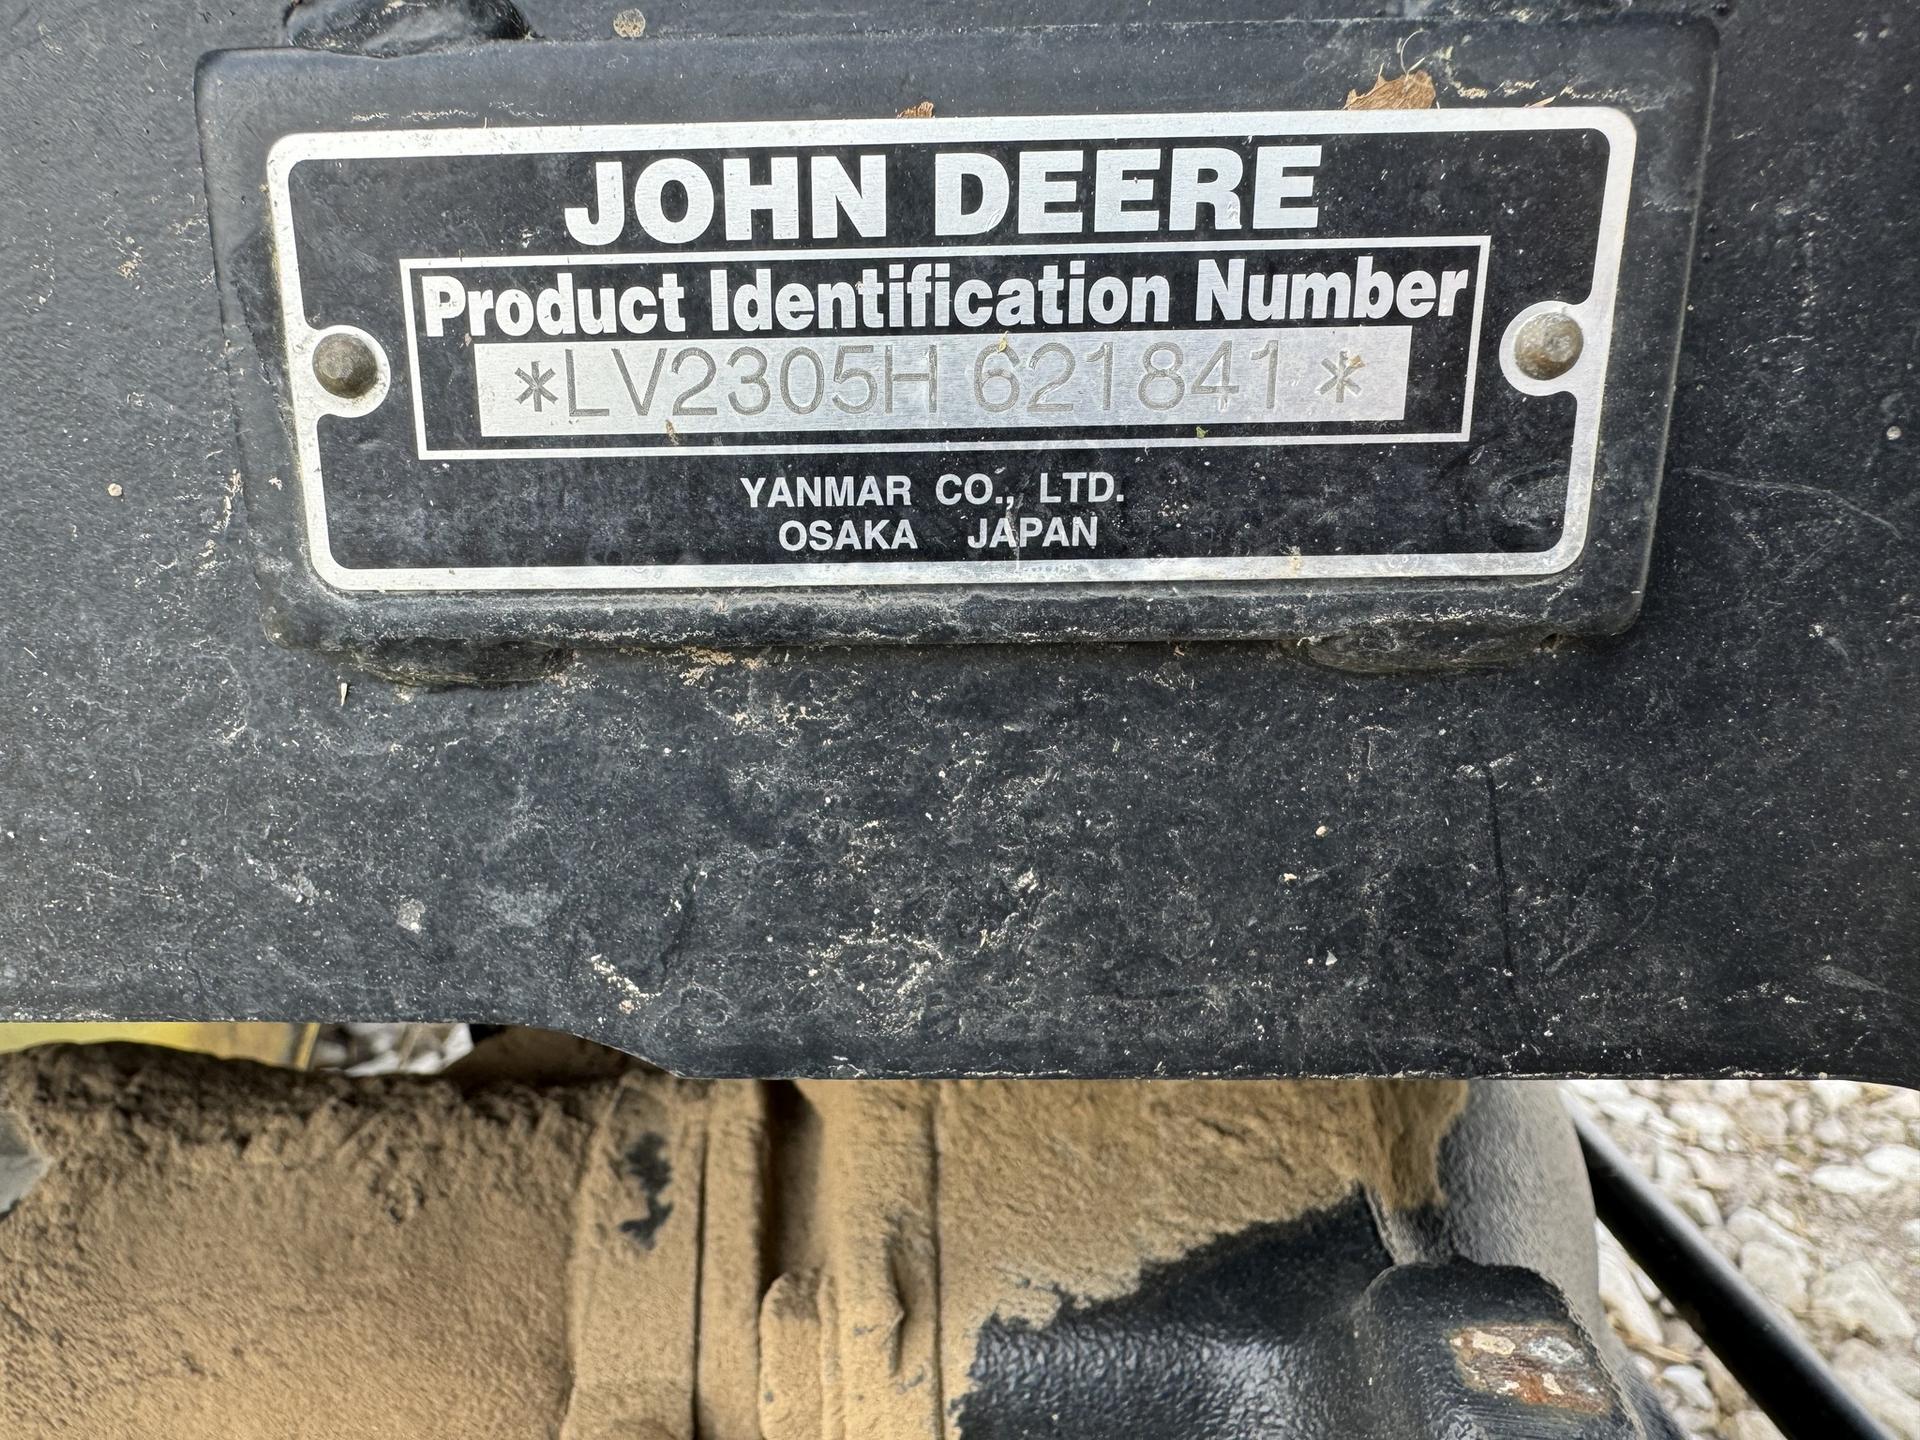 JOHN DEERE
Product Identification Number
*LV2305H 621841 *
YANMAR CO., LTD.
OSAKA JAPAN